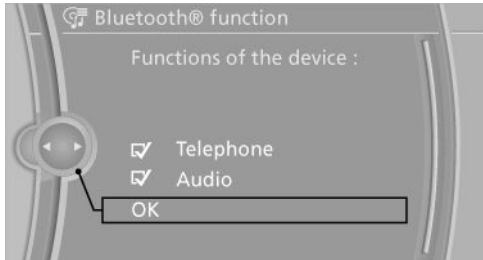 Bluetooth® function
Functions of the device :
Telephone
Audio
OK